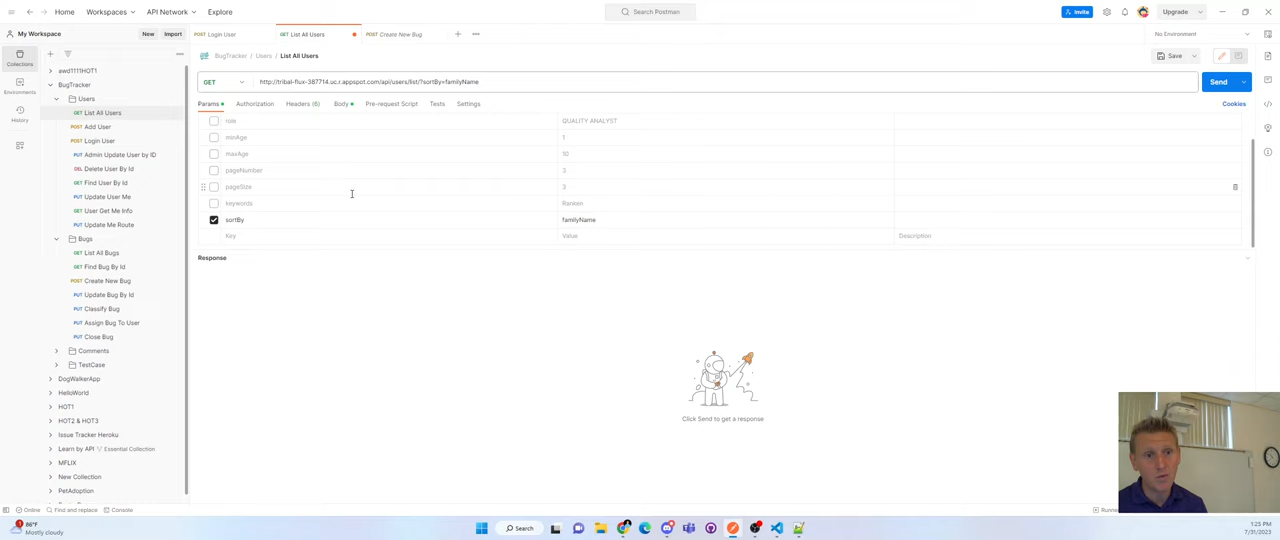 Home
Workspaces
API Network
Explore
Search Postman
Invite
Upgrade
My Workspace
New
Import
Login User
List All Users
Create New Bug
No Environment
Collections
Environments
History
awd1111HOT1
BugTracker
Users
GET List All Users
POST Add User
POST Login User
PUT Admin Update User by ID
DEL Delete User By Id
GET Find User By Id
PUT Update User Me
GET User Get Me Info
PUT Update Me Route
Bugs
GET List All Bugs
GET Find Bug By Id
POST Create New Bug
PUT Update Bug By Id
PUT Classify Bug
PUT Assign Bug To User
PUT Close Bug
Comments
TestCase
DogWalkerApp
HelloWorld
HOT1
HOT2 & HOT3
Issue Tracker Heroku
Learn by API Essential Collection
MFLIX
New Collection
PetAdoption
BugTracker / Users / List All Users
Save
GET http://tribal-flux-387714.uc.r.appspot.com/api/users/list/?sortBy=familyName
Send
Params
Authorization
Headers (6)
Body
Pre-request Script
Tests
Settings
Cookies
role QUALITY ANALYST
minAge 1
maxAge 10
pageNumber 3
pageSize 3
keywords Ranken
sortBy familyName
Key Value Description
Response
Click Send to get a response
Online
Find and replace
Console
1
86°F
Mostly cloudy
Search
1:23 PM
7/31/2023